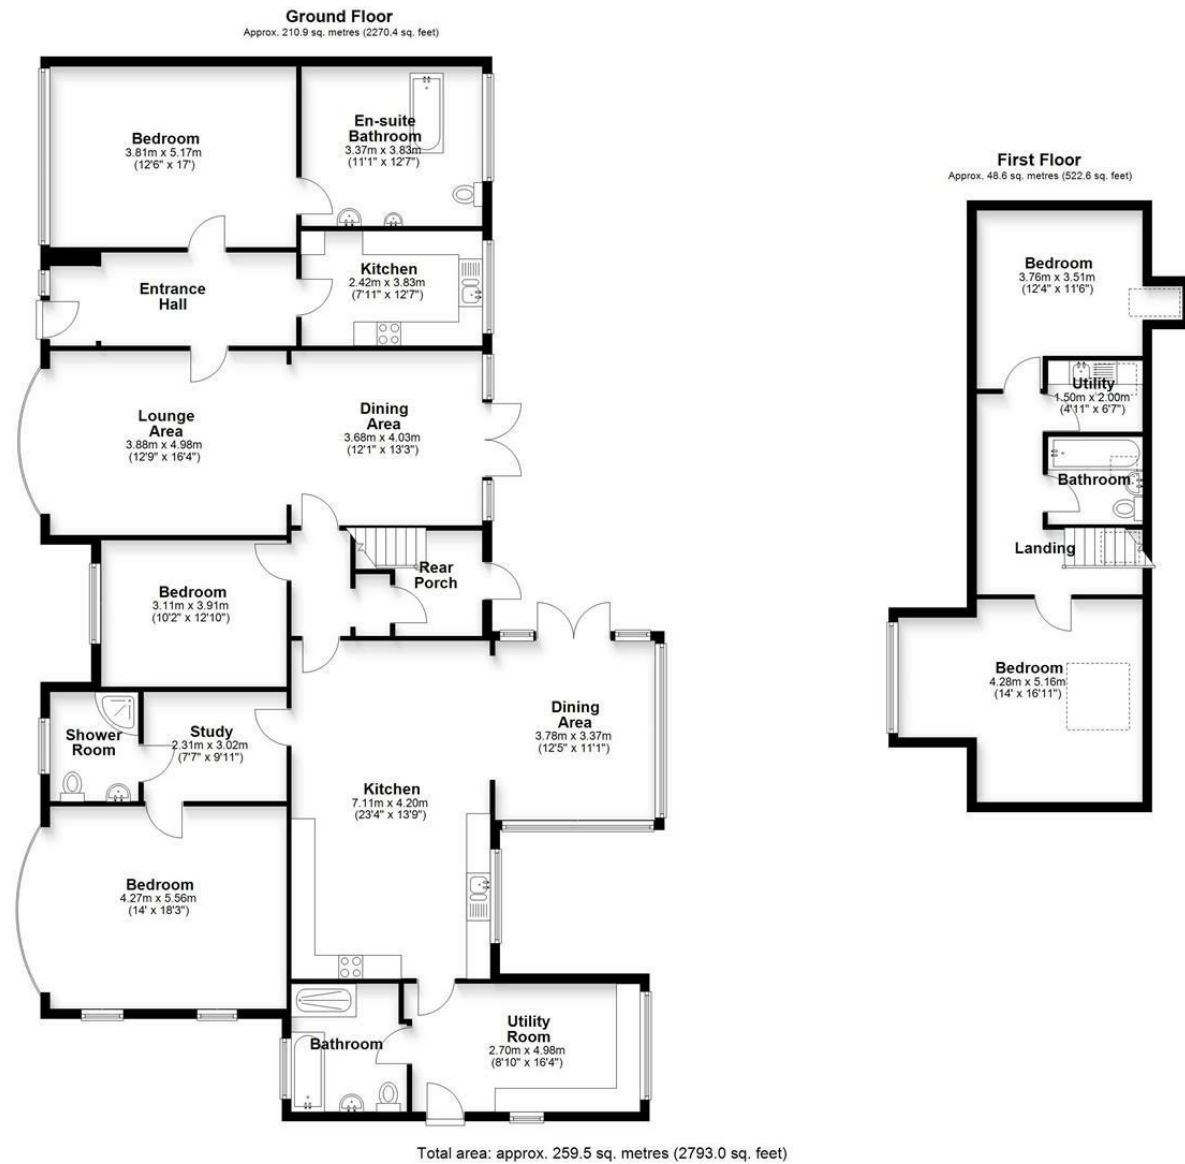 Ground Floor
Approx. 210.9 sq. metres (2270.4 sq. feet)
Bedroom
3.81m x 5.17m
(12'6" x 17')
En-suite
Bathroom
3.37m x 3.83m
(11'1" x 12'7")
Kitchen
2.42m x 3.83m
(7'11" x 12'7")
Entrance
Hall
Lounge
Area
3.88m x 4.98m
(12'9" x 16'4")
Dining
Area
3.68m x 4.03m
(12'1" x 13'3")
Rear
Porch
Bedroom
3.11m x 3.91m
(10'2" x 12'10")
Shower
Room
Study
2.31m x 3.02m
(7'7" x 9'11")
Dining
Area
3.78m x 3.37m
(12'5" x 11'1")
Kitchen
7.11m x 4.20m
(23'4" x 13'9")
Bedroom
4.27m x 5.56m
(14' x 18'3")
Bathroom
Utility
Room
2.70m x 4.98m
(8'10" x 16'4")
First Floor
Approx. 48.6 sq. metres (522.6 sq. feet)
Bedroom
3.76m x 3.51m
(12'4" x 11'6")
Utility
1.50m x 2.00m
(4'11" x 6'7")
Bathroom
Landing
Bedroom
4.28m x 5.16m
(14' x 16'11")
Total area: approx. 259.5 sq. metres (2793.0 sq. feet)